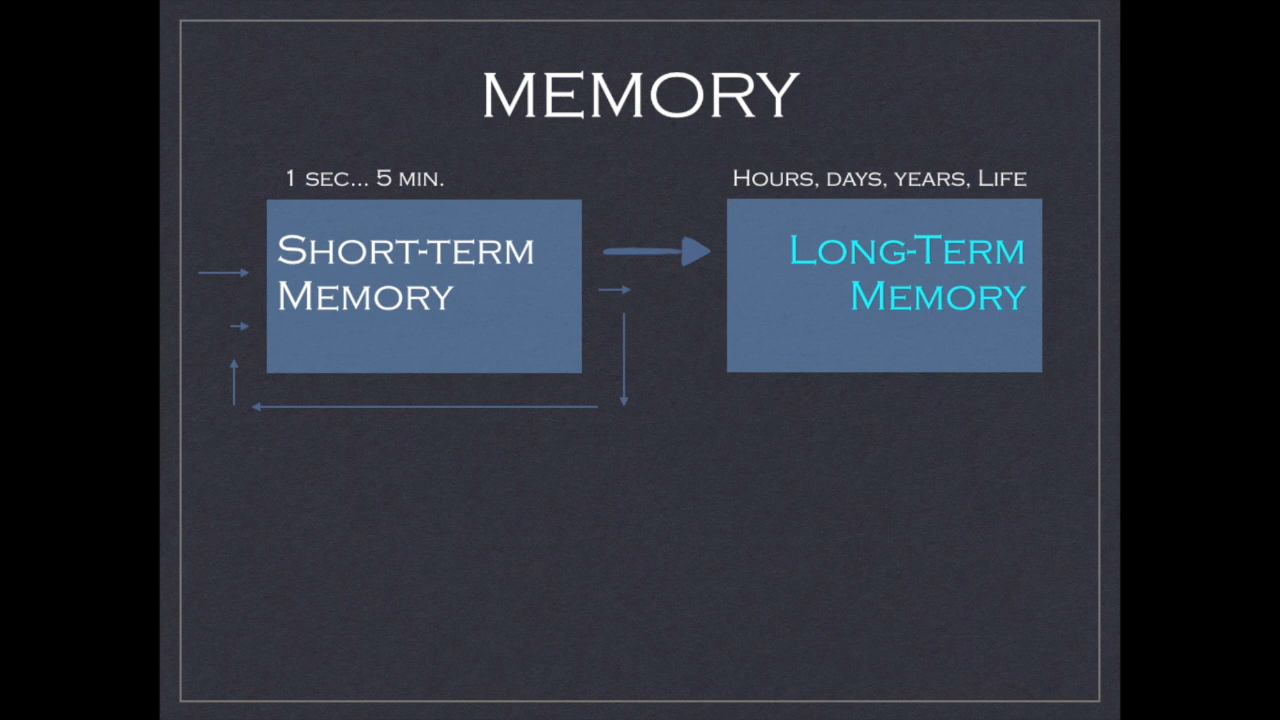 MEMORY
1 sec... 5 min.
Hours, days, years, Life
Short-term
Memory
Long-Term
Memory